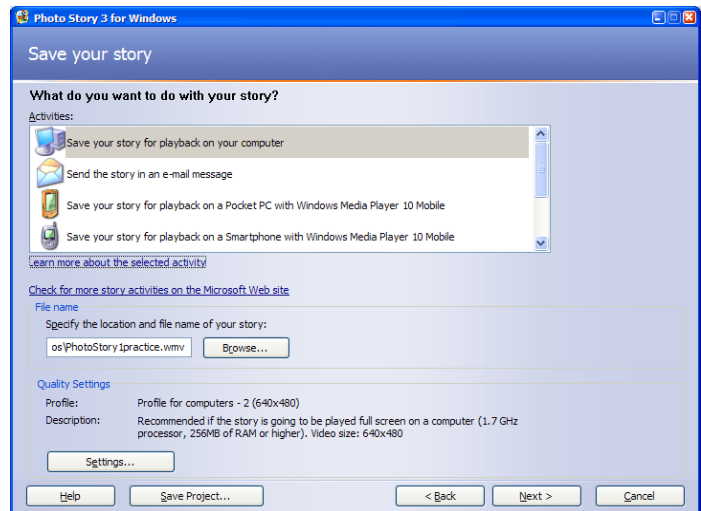 Photo Story 3 for Windows
Save your story
What do you want to do with your story?
Activities:
Save your story for playback on your computer
Send the story in an e-mail message
Save your story for playback on a Pocket PC with Windows Media Player 10 Mobile
Save your story for playback on a Smartphone with Windows Media Player 10 Mobile
Learn more about the selected activity
Check for more story activities on the Microsoft Web site
File name
Specify the location and file name of your story:
os\PhotoStory1practice.wmv Browse...
Quality Settings
Profile: Profile for computers - 2 (640x480)
Description: Recommended if the story is going to be played full screen on a computer (1.7 GHz
processor, 256MB of RAM or higher). Video size: 640x480
Settings...
Help Save Project... < Back Next > Cancel